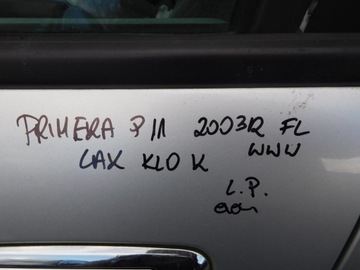 PRIMERA P11 2003R FL
LAX KLO K WWW
L.P.